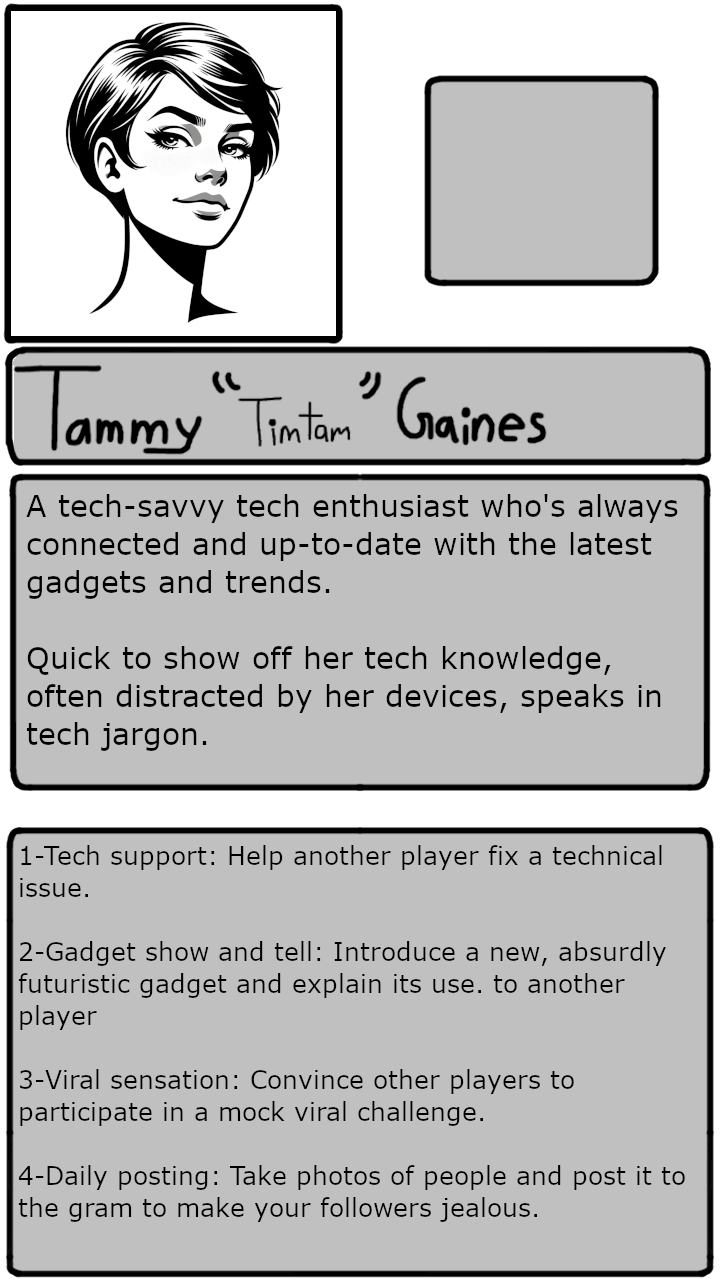 Tammy "Timtam" Gaines
A tech-savvy tech enthusiast who's always
connected and up-to-date with the latest
gadgets and trends.
Quick to show off her tech knowledge,
often distracted by her devices, speaks in
tech jargon.
1-Tech support: Help another player fix a technical
issue.
2-Gadget show and tell: Introduce a new, absurdly
futuristic gadget and explain its use. to another
player
3-Viral sensation: Convince other players to
participate in a mock viral challenge.
4-Daily posting: Take photos of people and post it to
the gram to make your followers jealous.